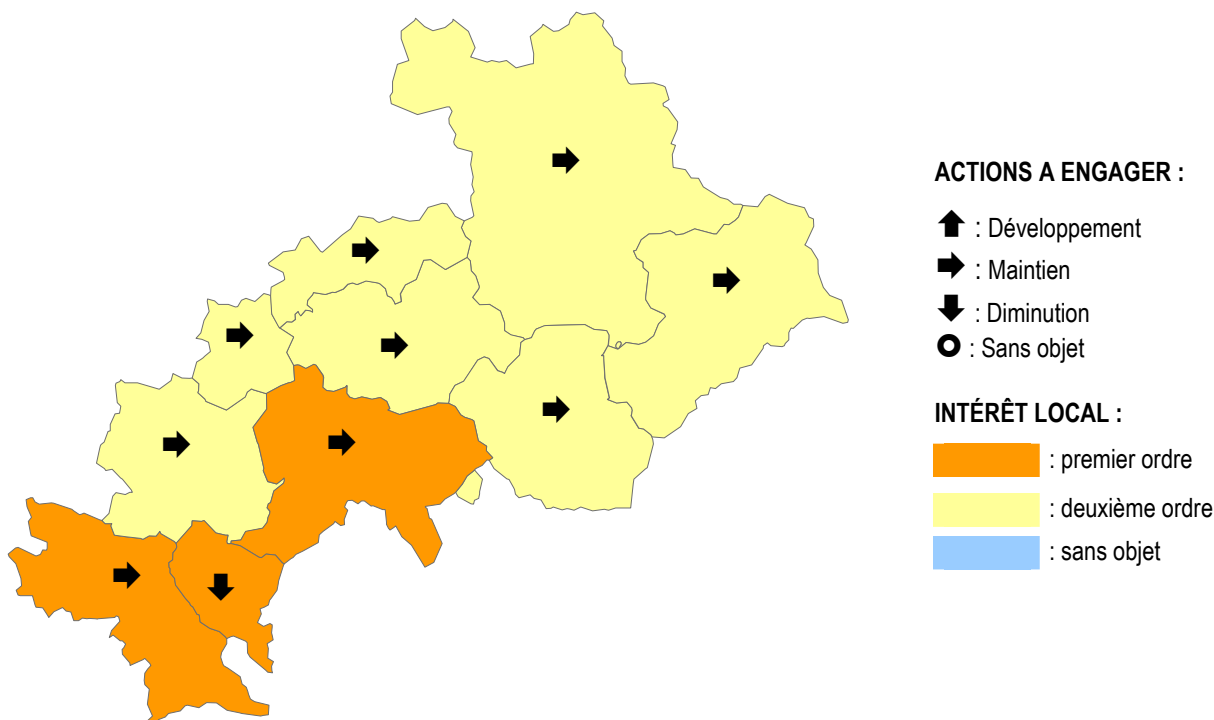 ACTIONS A ENGAGER :
: Développement
: Maintien
: Diminution
: Sans objet
INTÉRÊT LOCAL :
: premier ordre
: deuxième ordre
: sans objet